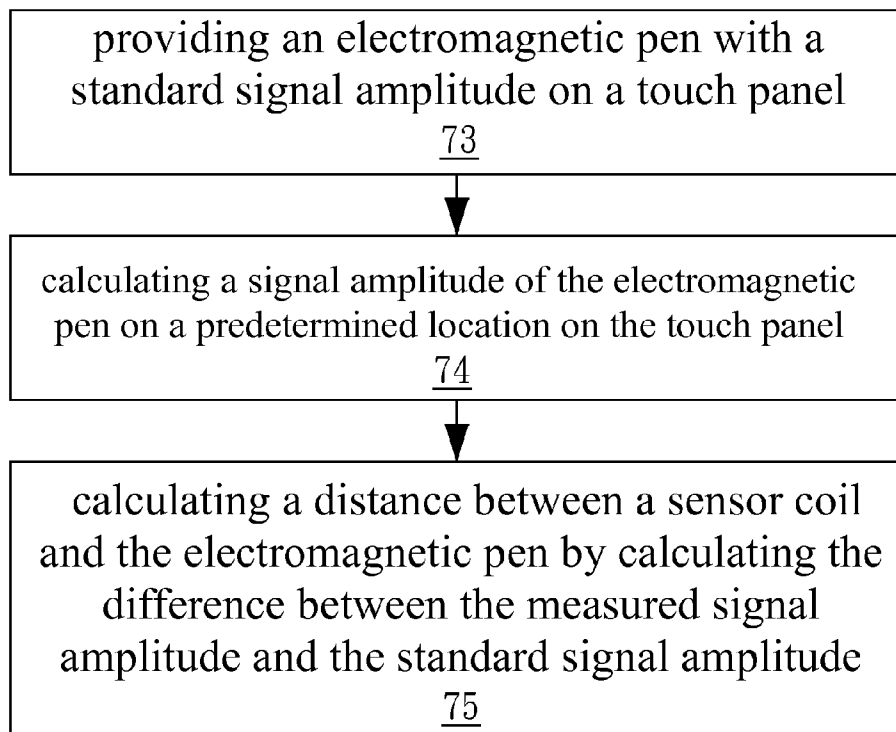 providing an electromagnetic pen with a
standard signal amplitude on a touch panel
73
calculating a signal amplitude of the electromagnetic
pen on a predetermined location on the touch panel
74
calculating a distance between a sensor coil
and the electromagnetic pen by calculating the
difference between the measured signal
amplitude and the standard signal amplitude
75